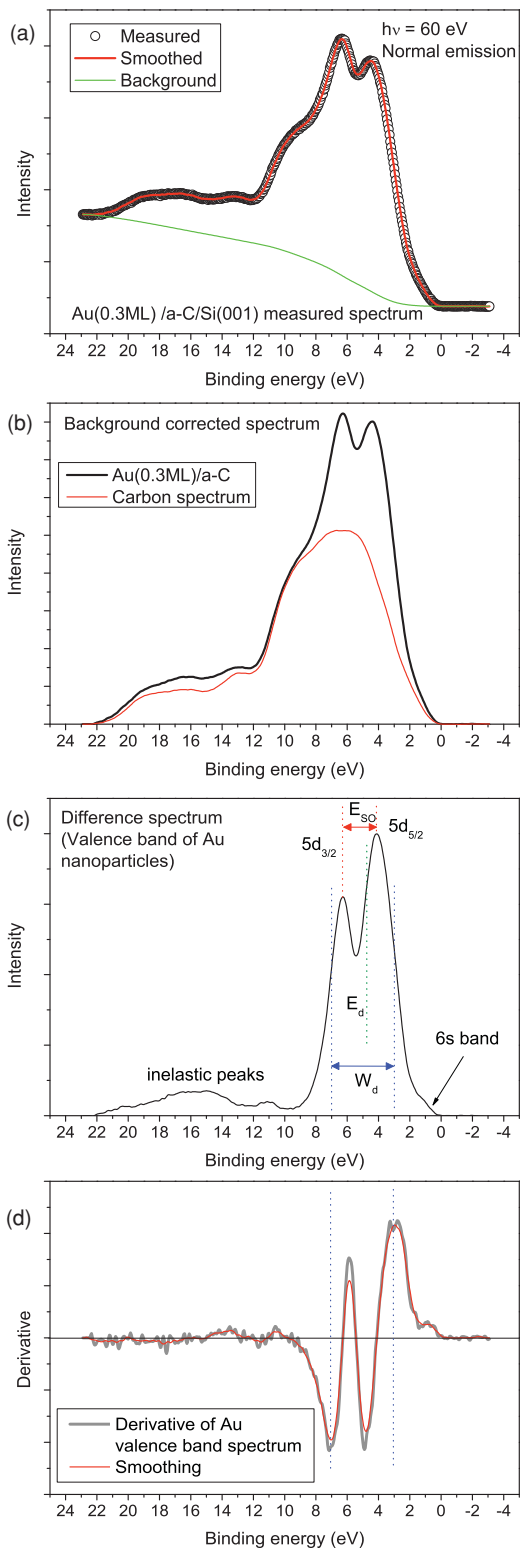 (a)
Measured
Smoothed
Background
hν = 60 eV
Normal emission
Intensity
Au(0.3ML) /a-C/Si(001) measured spectrum
24 22 20 18 16 14 12 10 8 6 4 2 0 -2 -4
Binding energy (eV)
(b)
Background corrected spectrum
Au(0.3ML)/a-C
Carbon spectrum
Intensity
24 22 20 18 16 14 12 10 8 6 4 2 0 -2 -4
Binding energy (eV)
(c)
Difference spectrum
(Valence band of Au
nanoparticles)
E_SO
5d_3/2
5d_5/2
Intensity
E_d
6s band
inelastic peaks
W_d
24 22 20 18 16 14 12 10 8 6 4 2 0 -2 -4
Binding energy (eV)
(d)
Derivative
Derivative of Au
valence band spectrum
Smoothing
24 22 20 18 16 14 12 10 8 6 4 2 0 -2 -4
Binding energy (eV)